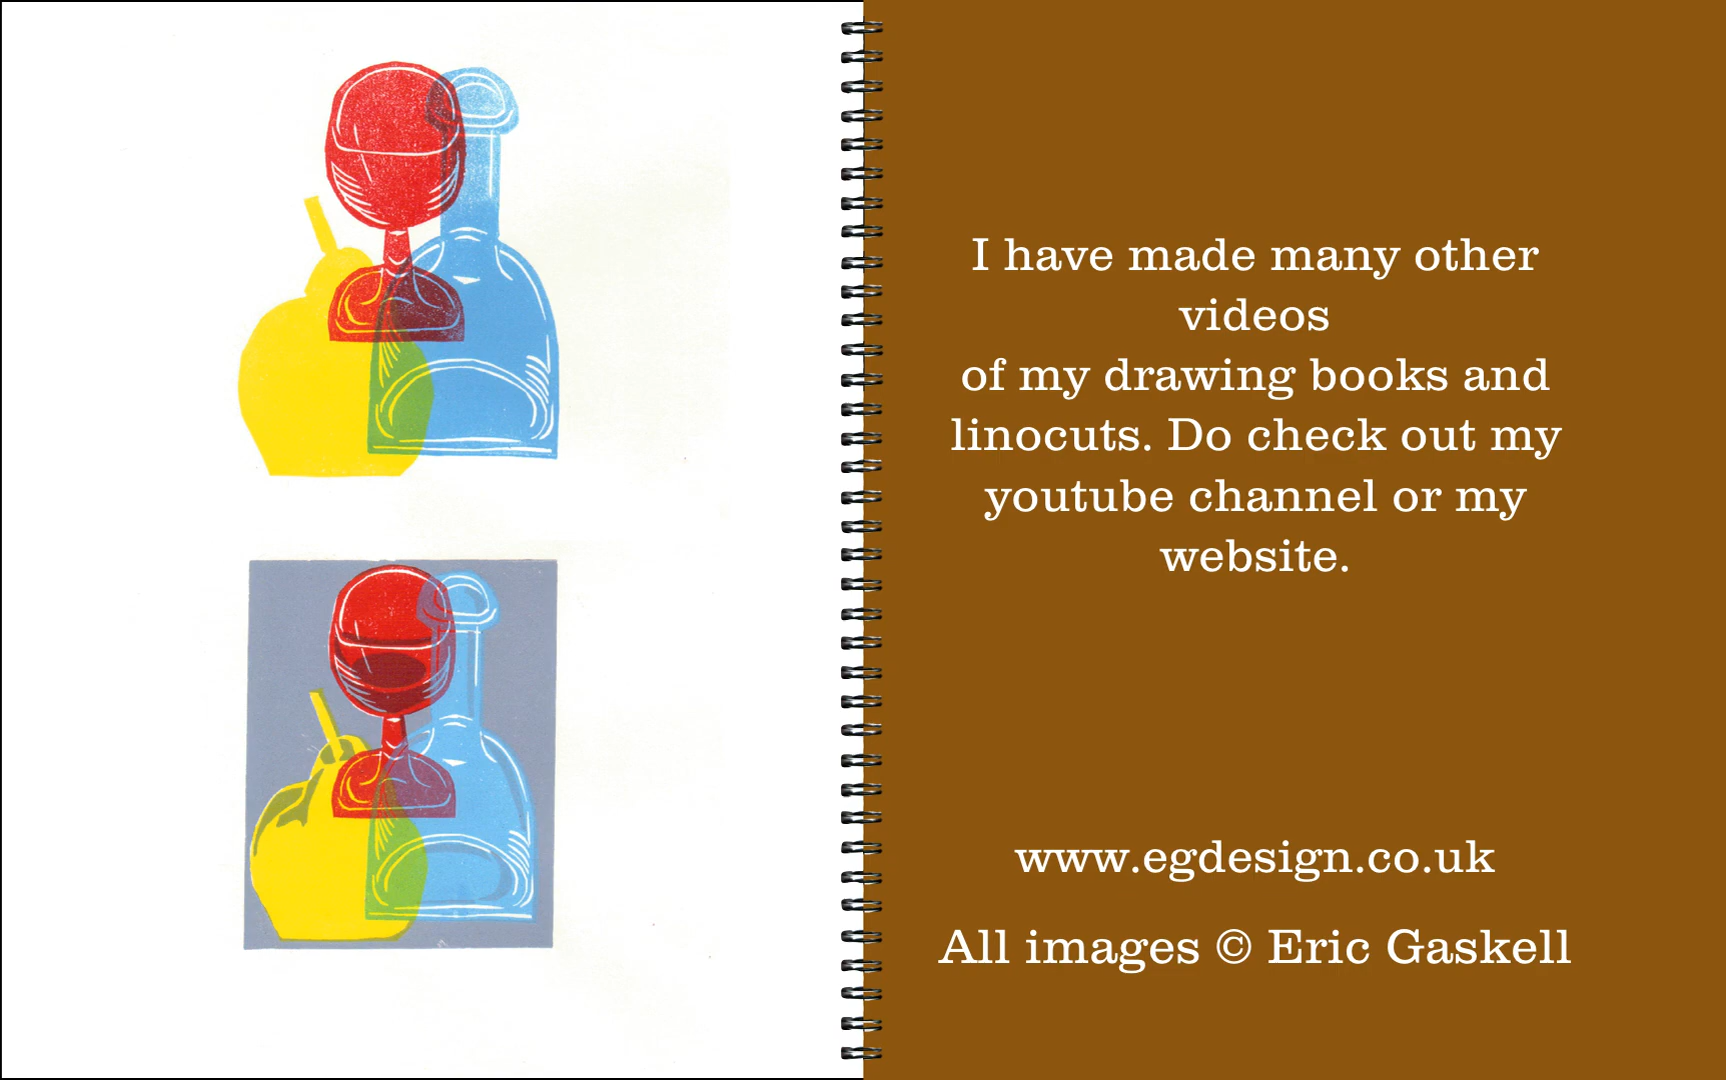 I have made many other
videos
of my drawing books and
linocuts. Do check out my
youtube channel or my
website.
www.egdesign.co.uk
All images © Eric Gaskell